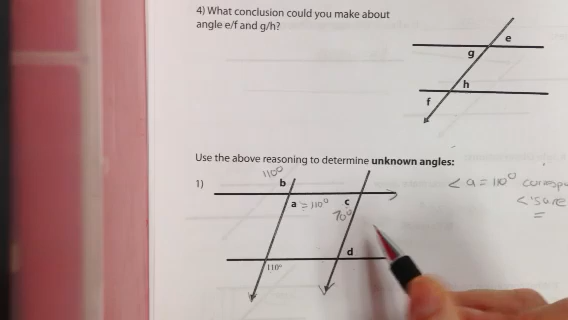 4) What conclusion could you make about
angle e/f and g/h?
e
g
h
f
Use the above reasoning to determine unknown angles:
1)
110°
b
a = 110°
c
70°
d
110°
<a = 110°
<'s are
=